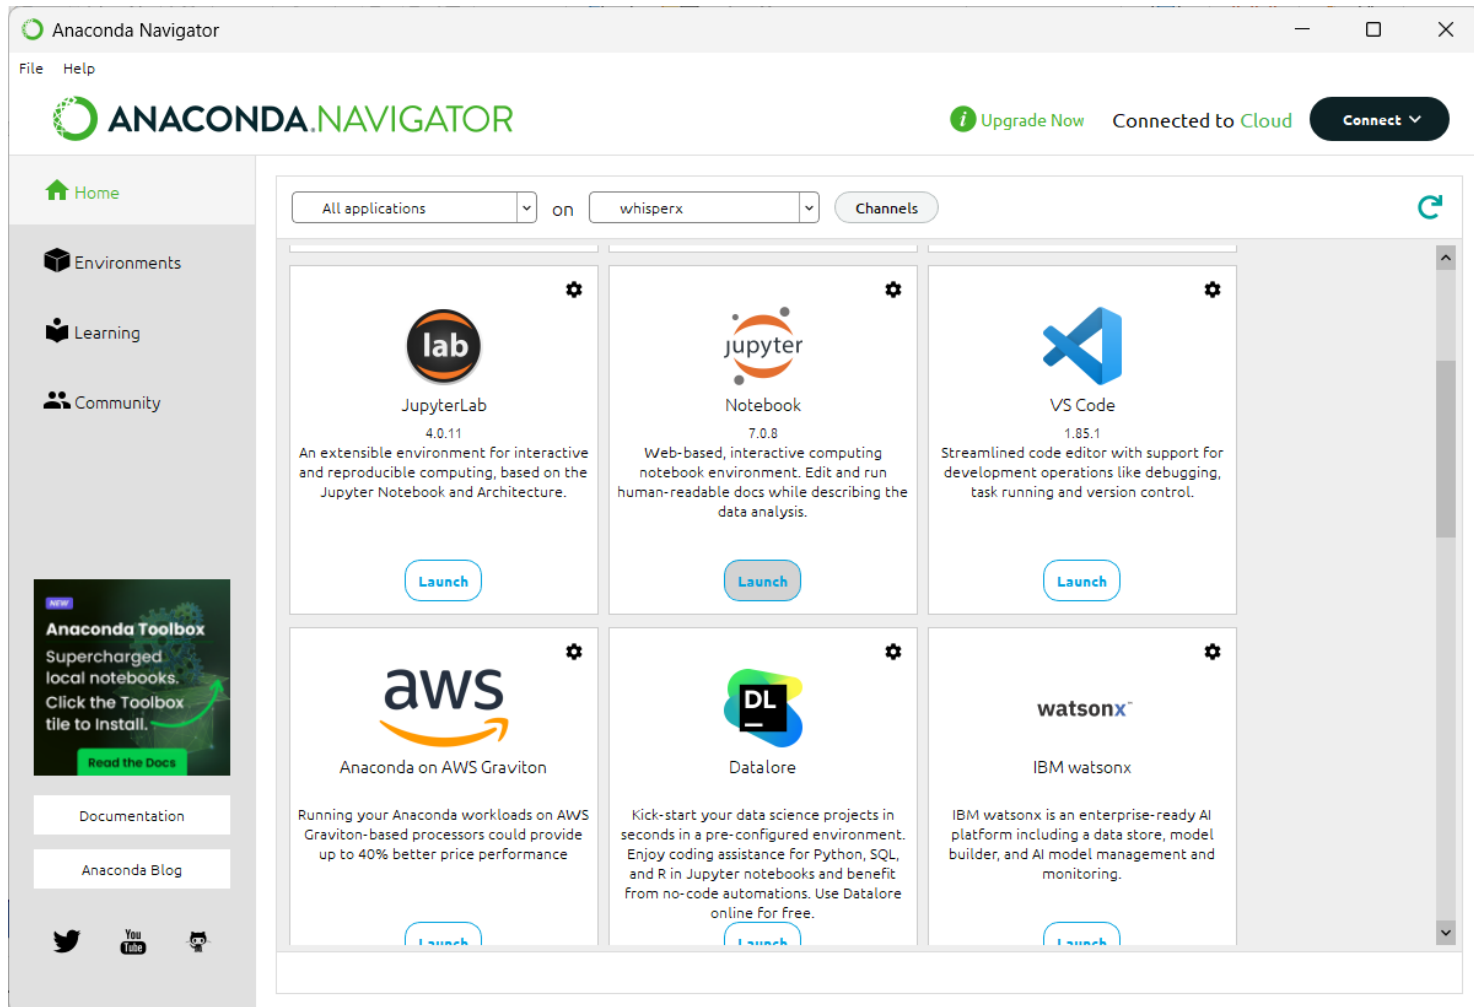 Anaconda Navigator
File Help
ANACONDA.NAVIGATOR
i Upgrade Now Connected to Cloud Connect
Home
Environments
Learning
Community
All applications on whisperx Channels
lab
JupyterLab
4.0.11
An extensible environment for interactive
and reproducible computing, based on the
Jupyter Notebook and Architecture.
Launch
jupyter
Notebook
7.0.8
Web-based, interactive computing
notebook environment. Edit and run
human-readable docs while describing the
data analysis.
Launch
VS Code
1.85.1
Streamlined code editor with support for
development operations like debugging,
task running and version control.
Launch
aws
Anaconda on AWS Graviton
Running your Anaconda workloads on AWS
Graviton-based processors could provide
up to 40% better price performance
Launch
DL
Datalore
Kick-start your data science projects in
seconds in a pre-configured environment.
Enjoy coding assistance for Python, SQL,
and R in Jupyter notebooks and benefit
from no-code automations. Use Datalore
online for free.
Launch
watsonx™
IBM watsonx
IBM watsonx is an enterprise-ready AI
platform including a data store, model
builder, and AI model management and
monitoring.
Launch
NEW
Anaconda Toolbox
Supercharged
local notebooks.
Click the Toolbox
tile to Install.
Read the Docs
Documentation
Anaconda Blog
You
Tube